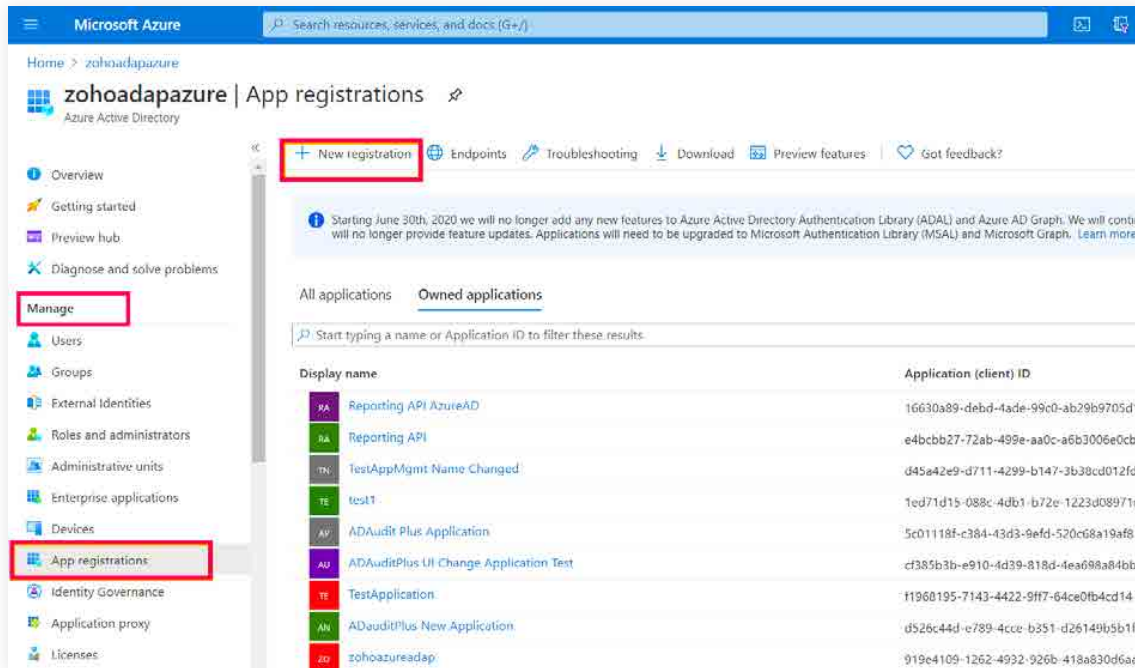 Microsoft Azure
Search resources, services, and docs (G+/)
Home > zohoadapazure
zohoadapazure | App registrations
Azure Active Directory
«
+ New registration Endpoints Troubleshooting Download Preview features Got feedback?
Overview
Getting started
Preview hub
Diagnose and solve problems
Manage
Users
Groups
External Identities
Roles and administrators
Administrative units
Enterprise applications
Devices
App registrations
Identity Governance
Application proxy
Licenses
Starting June 30th, 2020 we will no longer add any new features to Azure Active Directory Authentication Library (ADAL) and Azure AD Graph. We will conti
will no longer provide feature updates. Applications will need to be upgraded to Microsoft Authentication Library (MSAL) and Microsoft Graph. Learn more
All applications Owned applications
Start typing a name or Application ID to filter these results
Display name Application (client) ID
RA Reporting API AzureAD 16630a89-debd-4ade-99c0-ab29b9705d
RA Reporting API e4bcbb27-72ab-499e-aa0c-a6b3006e0cb
TN TestAppMgmt Name Changed d45a42e9-d711-4299-b147-3b38cd012fd
TE test1 1ed71d15-088c-4db1-b72e-1223d08971
AP ADAudit Plus Application 5c01118f-c384-43d3-9efd-520c68a19af8
AU ADAuditPlus UI Change Application Test cf385b3b-e910-4d39-818d-4ea698a84bb
TE TestApplication f1968195-7143-4422-9ff7-64ce0fb4cd14
AN ADauditPlus New Application d526c44d-e789-4cce-b351-d26149b5b1f
ZO zohoazureadap 919e4109-1262-4932-926b-418a830d6a